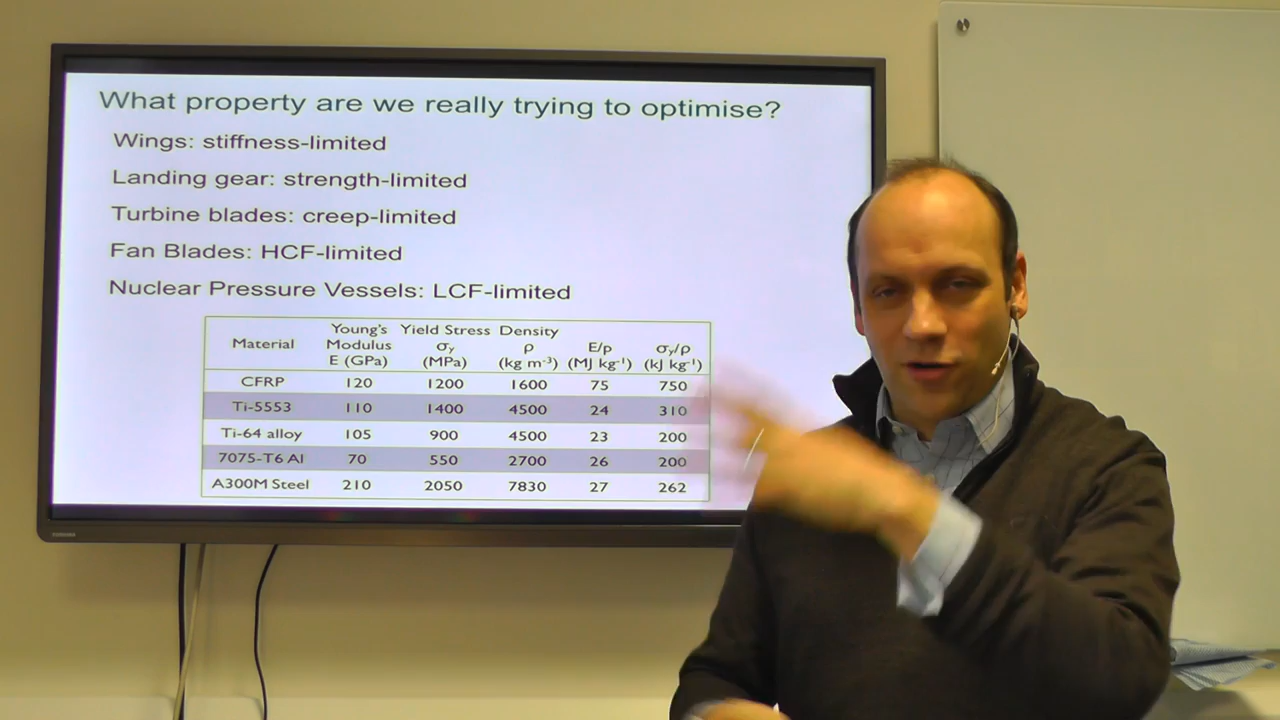 What property are we really trying to optimise?
Wings: stiffness-limited
Landing gear: strength-limited
Turbine blades: creep-limited
Fan Blades: HCF-limited
Nuclear Pressure Vessels: LCF-limited
Material Young's Modulus E (GPa) Yield Stress σy (MPa) Density ρ (kg m⁻³) E/ρ (MJ kg⁻¹) σy/ρ (kJ kg⁻¹)
CFRP 120 1200 1600 75 750
Ti-5553 110 1400 4500 24 310
Ti-64 alloy 105 900 4500 23 200
7075-T6 Al 70 550 2700 26 200
A300M Steel 210 2050 7830 27 262
TOSHIBA